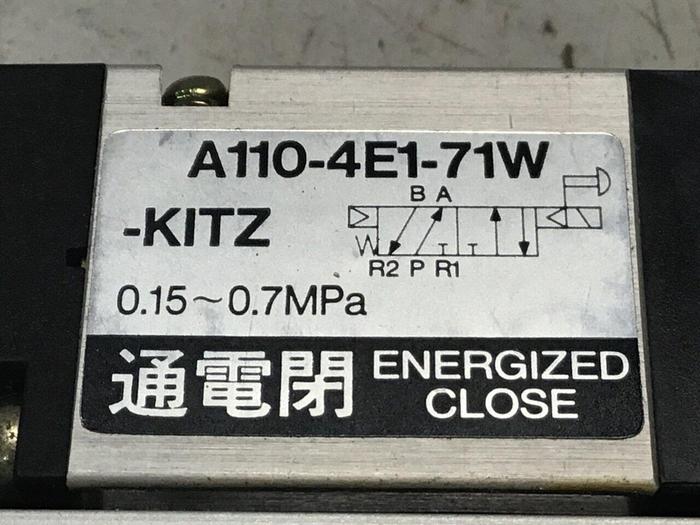 A110-4E1-71W
-KITZ
B A
R2 P R1
0.15~0.7MPa
通電閉 ENERGIZED CLOSE